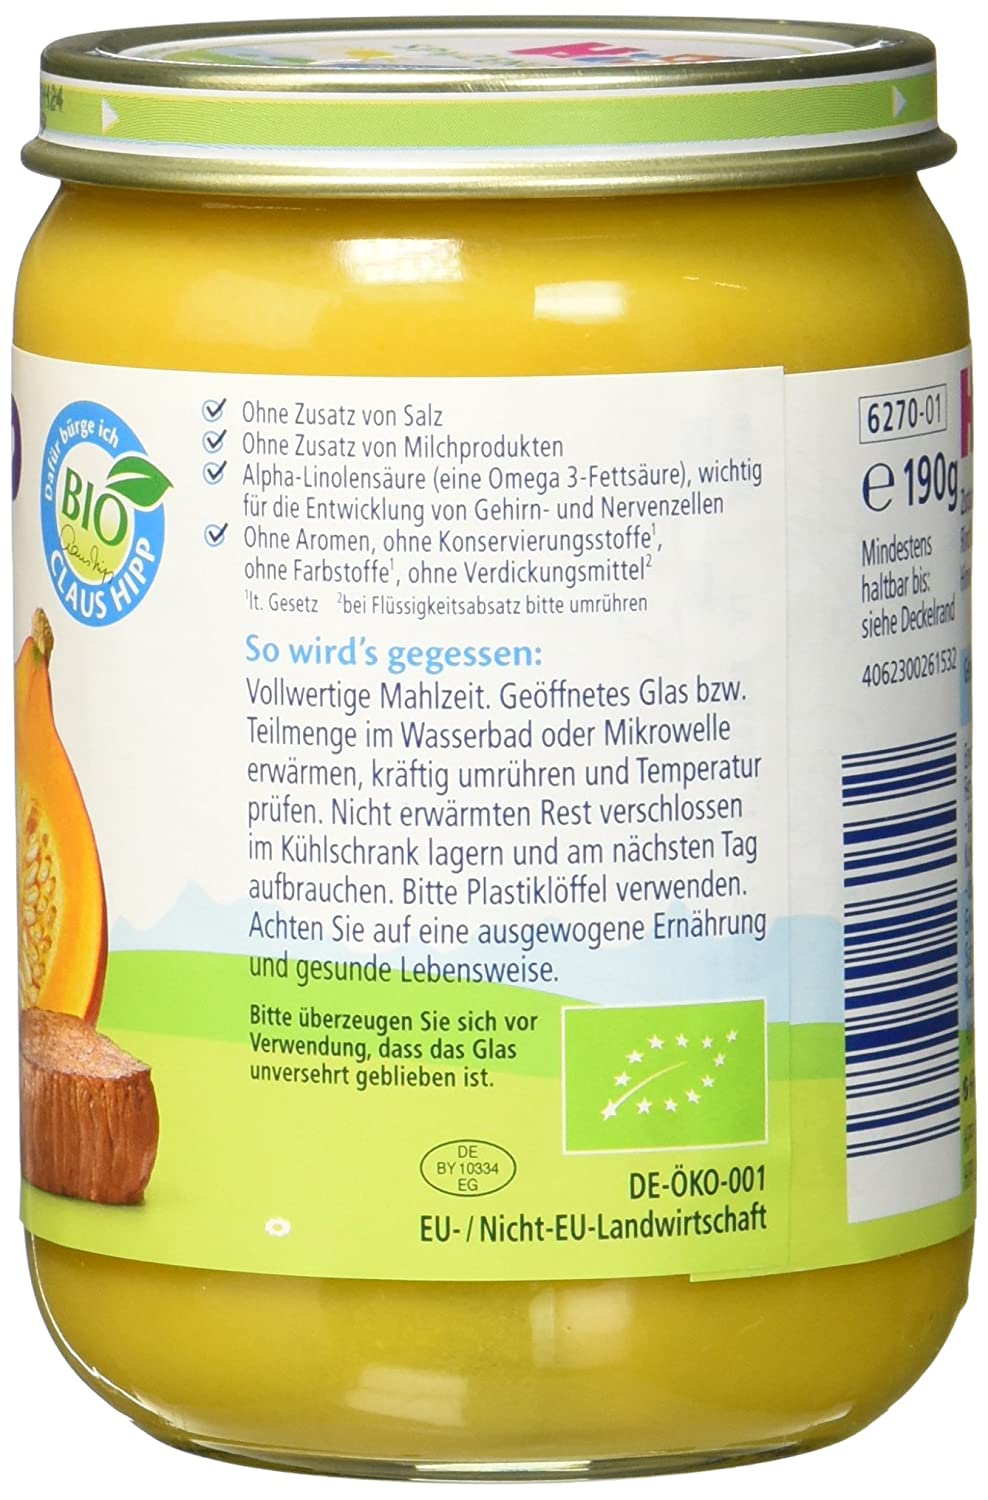 Dafür bürge ich
BIO
CLAUS HIPP
Ohne Zusatz von Salz
Ohne Zusatz von Milchprodukten
Alpha-Linolensäure (eine Omega 3-Fettsäure), wichtig
für die Entwicklung von Gehirn- und Nervenzellen
Ohne Aromen, ohne Konservierungsstoffe¹,
ohne Farbstoffe¹, ohne Verdickungsmittel²
¹lt. Gesetz ²bei Flüssigkeitsabsatz bitte umrühren
So wird's gegessen:
Vollwertige Mahlzeit. Geöffnetes Glas bzw.
Teilmenge im Wasserbad oder Mikrowelle
erwärmen, kräftig umrühren und Temperatur
prüfen. Nicht erwärmten Rest verschlossen
im Kühlschrank lagern und am nächsten Tag
aufbrauchen. Bitte Plastiklöffel verwenden.
Achten Sie auf eine ausgewogene Ernährung
und gesunde Lebensweise.
Bitte überzeugen Sie sich vor
Verwendung, dass das Glas
unversehrt geblieben ist.
DE
BY 10334
EG
DE-ÖKO-001
EU- / Nicht-EU-Landwirtschaft
6270-01
e 190g
Mindestens
haltbar bis:
siehe Deckelrand
4062300261532